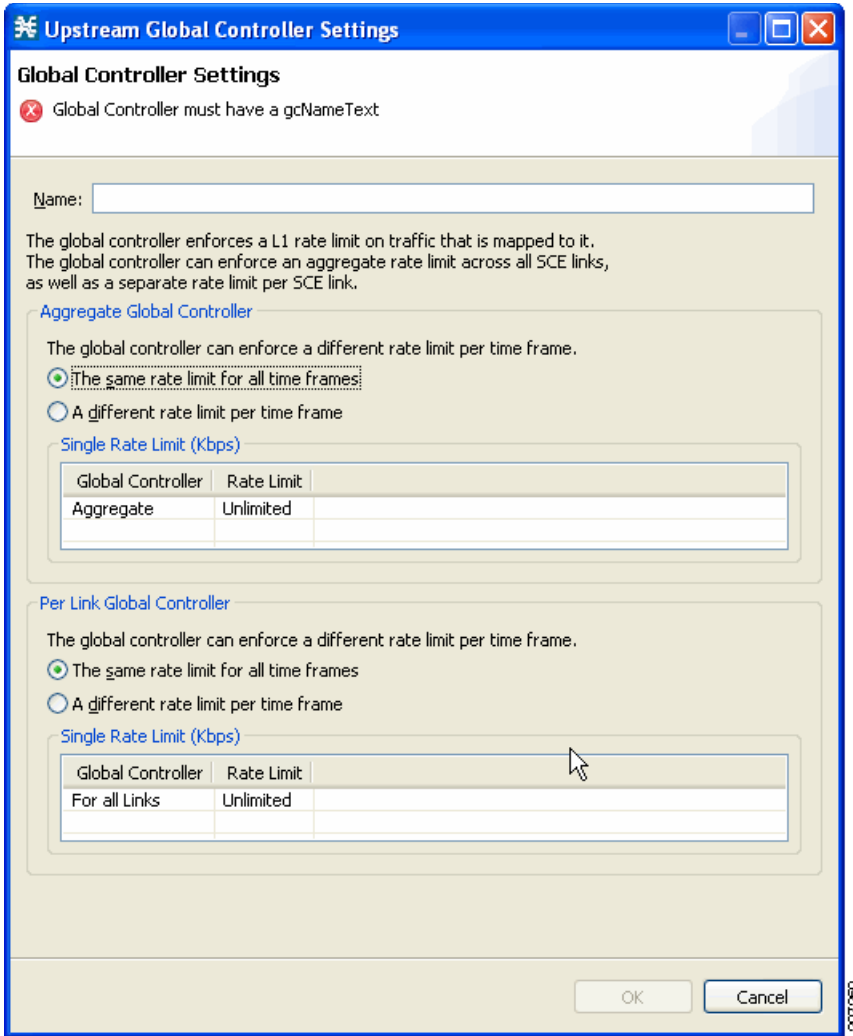 Upstream Global Controller Settings
Global Controller Settings
Global Controller must have a gcNameText
Name:
The global controller enforces a L1 rate limit on traffic that is mapped to it.
The global controller can enforce an aggregate rate limit across all SCE links,
as well as a separate rate limit per SCE link.
Aggregate Global Controller
The global controller can enforce a different rate limit per time frame.
The same rate limit for all time frames
A different rate limit per time frame
Single Rate Limit (Kbps)
Global Controller Rate Limit
Aggregate Unlimited
Per Link Global Controller
The global controller can enforce a different rate limit per time frame.
The same rate limit for all time frames
A different rate limit per time frame
Single Rate Limit (Kbps)
Global Controller Rate Limit
For all Links Unlimited
OK Cancel